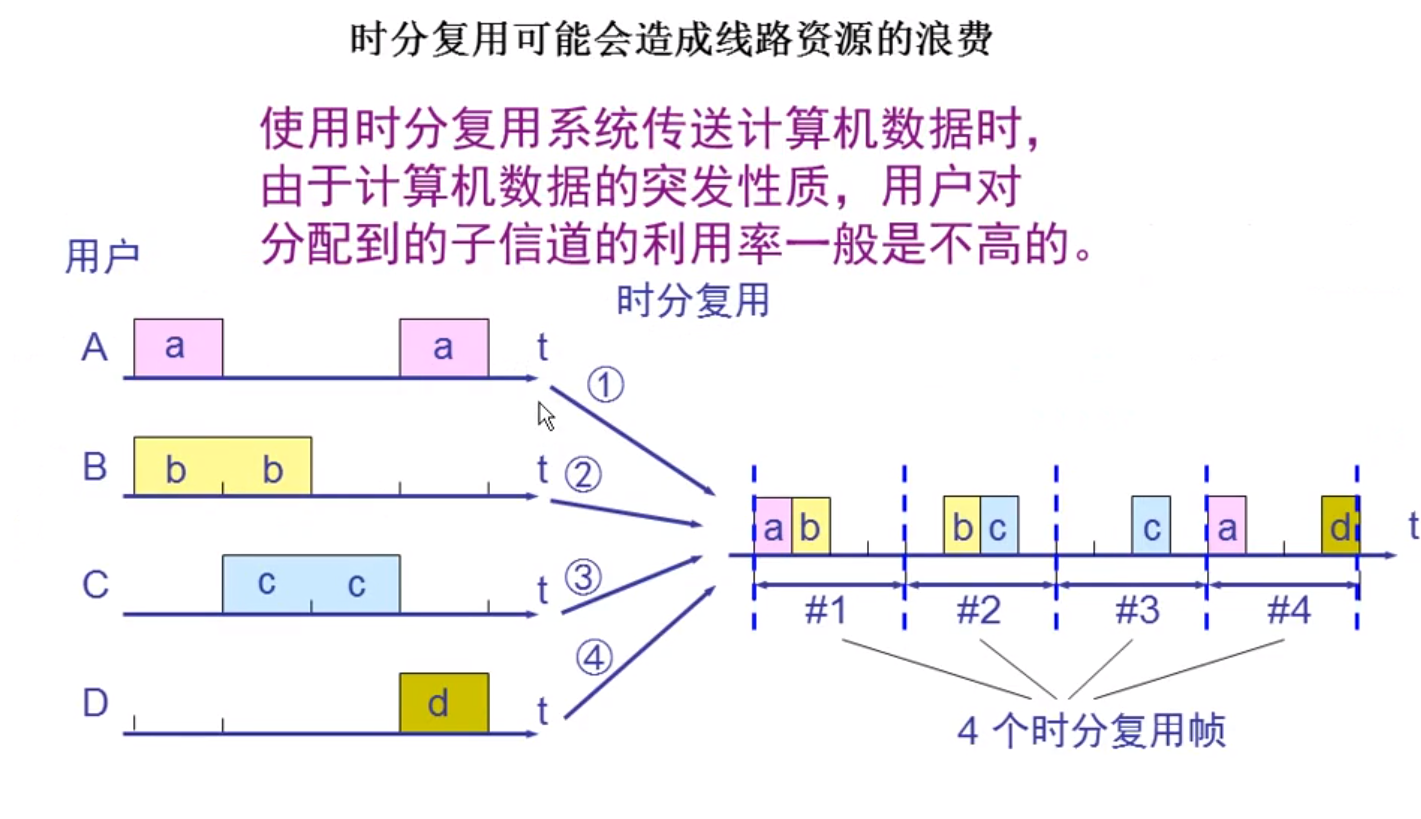 时分复用可能会造成线路资源的浪费
使用时分复用系统传送计算机数据时，
由于计算机数据的突发性质，用户对
分配到的子信道的利用率一般是不高的。
用户
时分复用
A a a t
①
B b b t
②
C c c t
③
D d t
④
a b b c c a d t
#1 #2 #3 #4
4 个时分复用帧